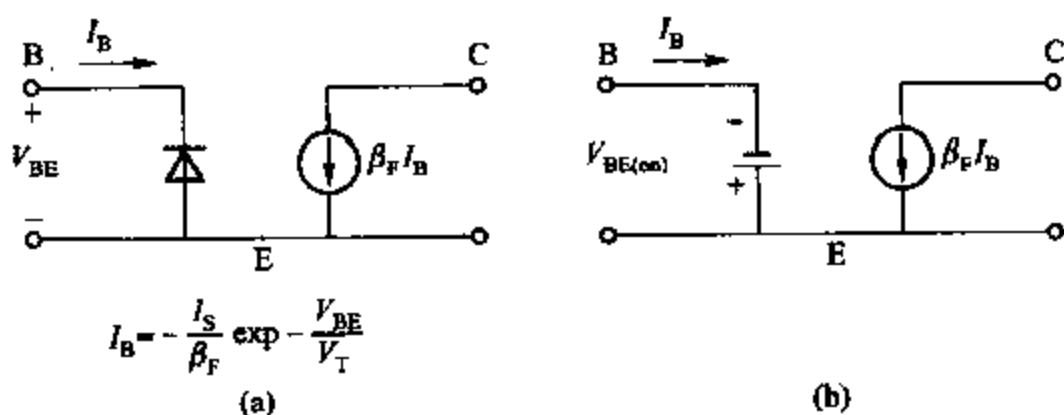 B I_B C
+
V_BE
−
β_F I_B
E
I_B = − I_S/β_F exp − V_BE/V_T
(a)
B I_B C
-
V_BE(on)
+
β_F I_B
E
(b)